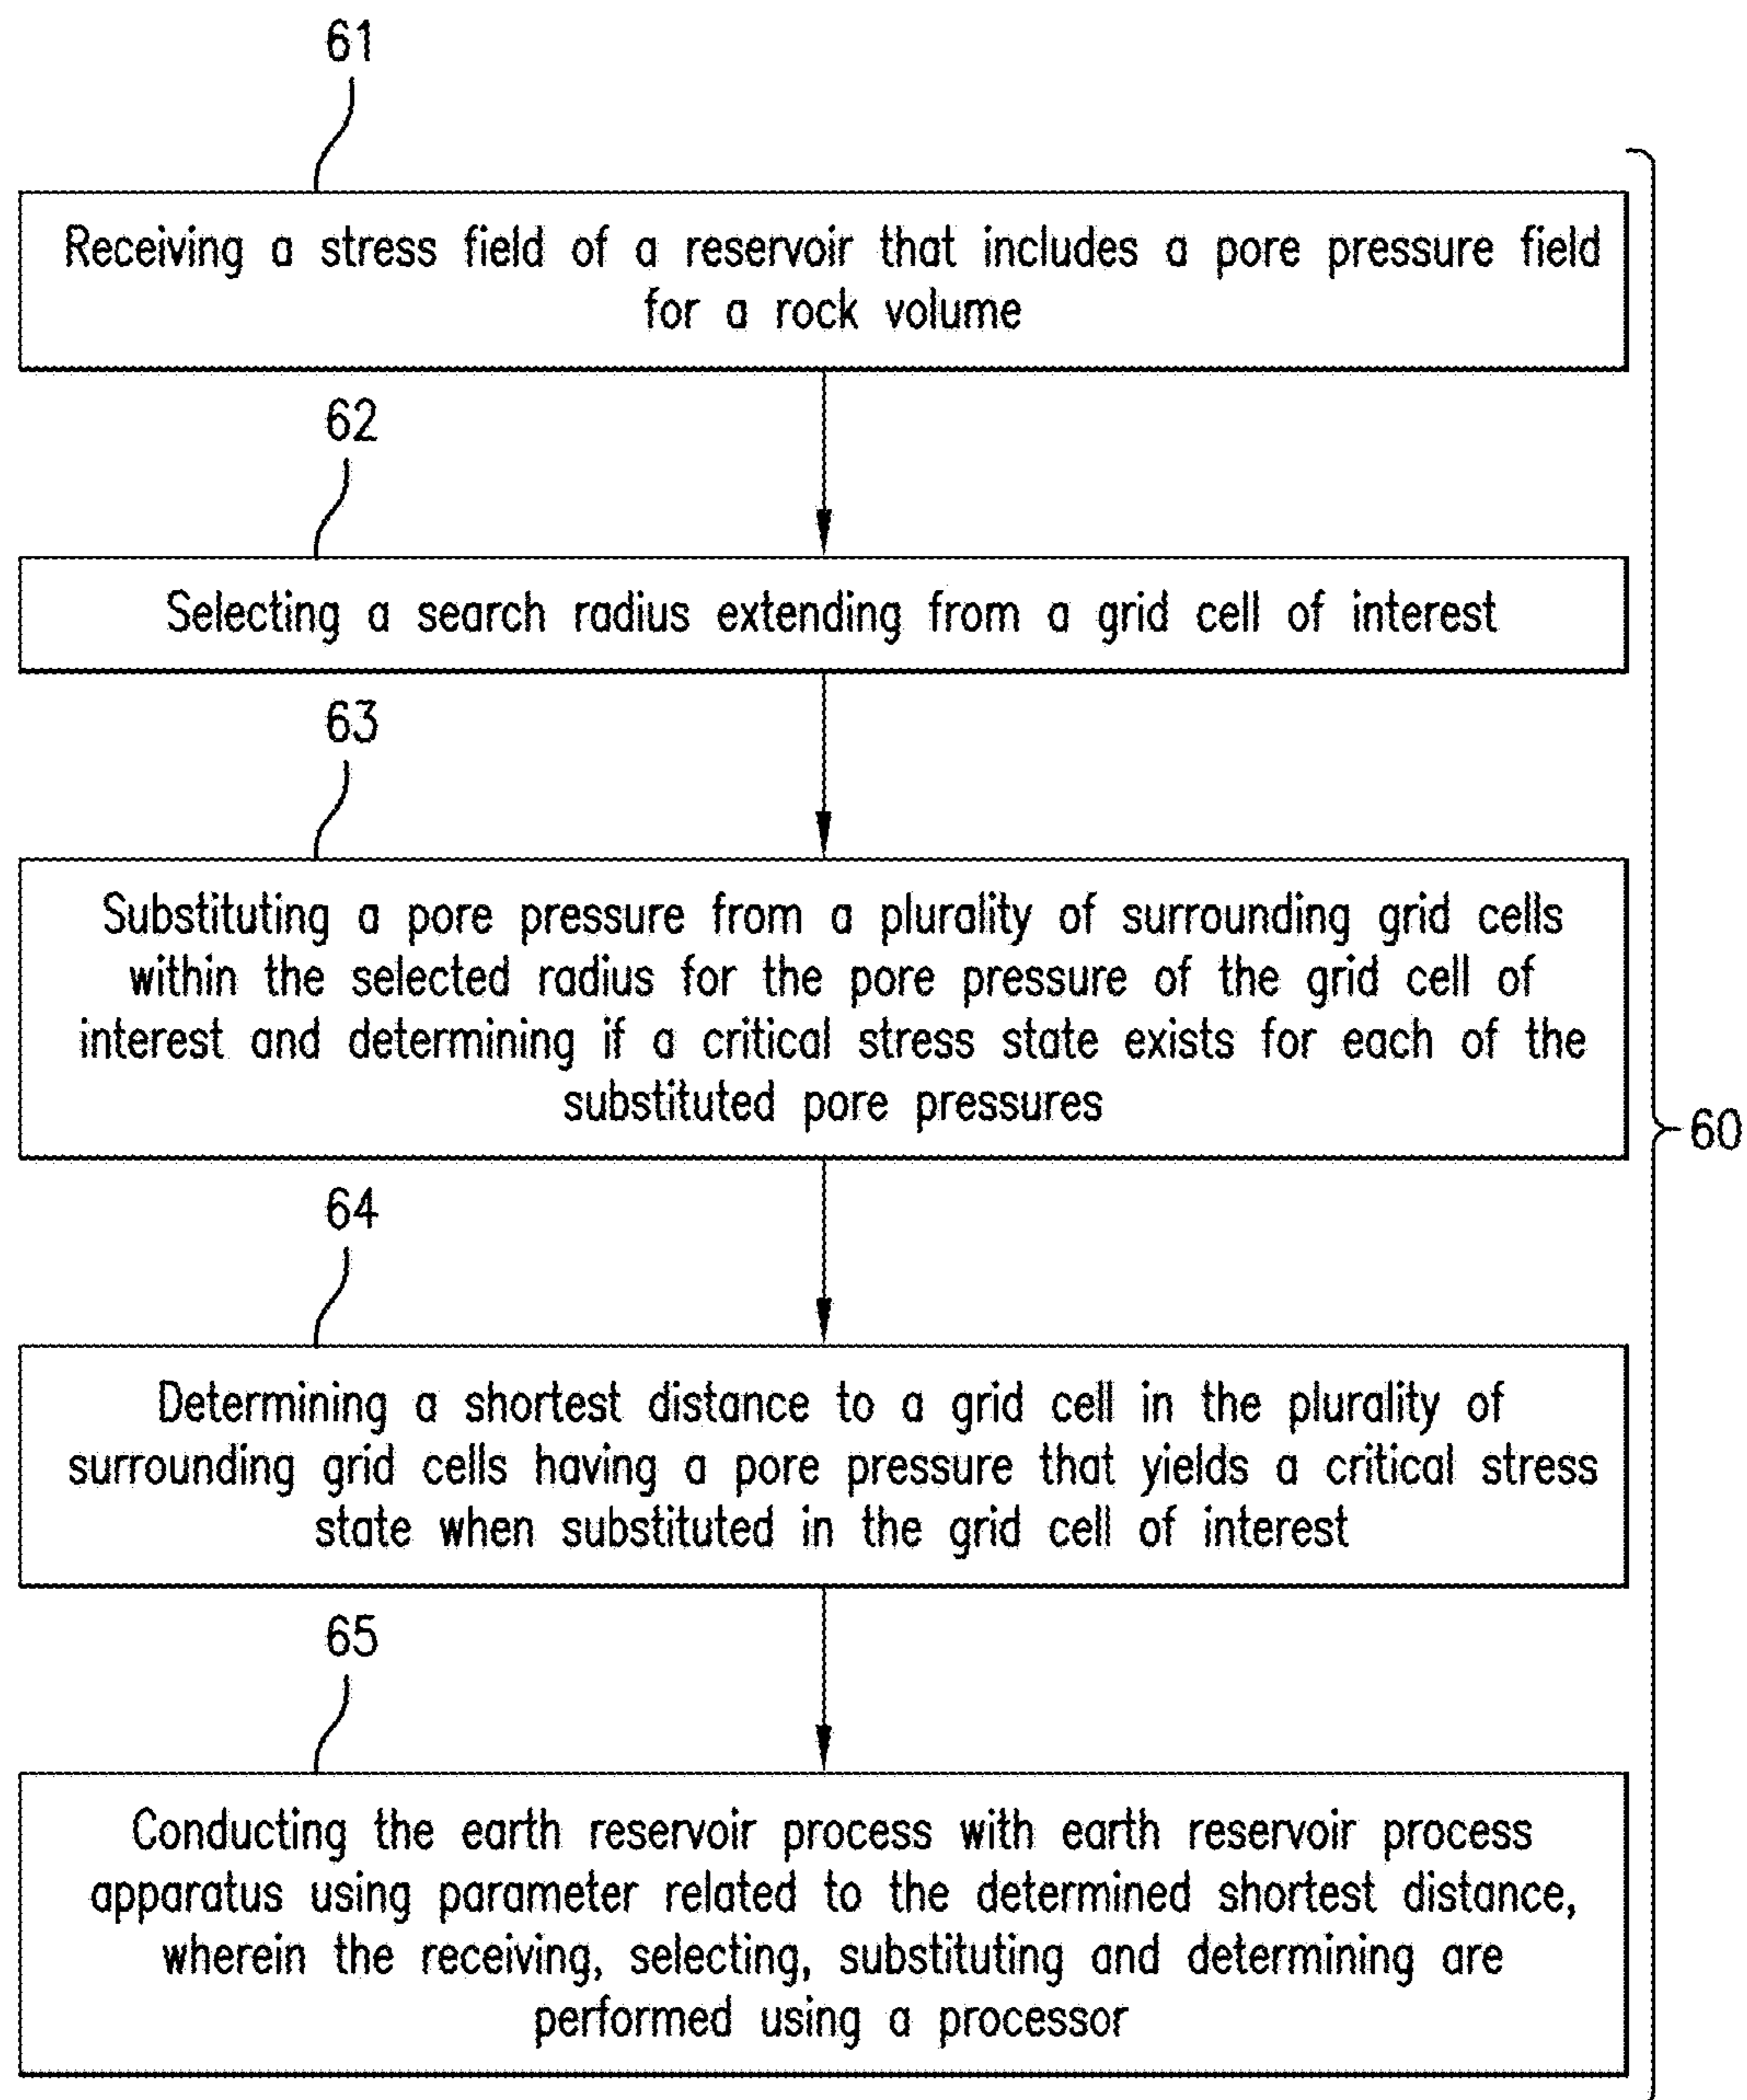 61
Receiving a stress field of a reservoir that includes a pore pressure field
for a rock volume
62
Selecting a search radius extending from a grid cell of interest
63
Substituting a pore pressure from a plurality of surrounding grid cells
within the selected radius for the pore pressure of the grid cell of
interest and determining if a critical stress state exists for each of the
substituted pore pressures
60
64
Determining a shortest distance to a grid cell in the plurality of
surrounding grid cells having a pore pressure that yields a critical stress
state when substituted in the grid cell of interest
65
Conducting the earth reservoir process with earth reservoir process
apparatus using parameter related to the determined shortest distance,
wherein the receiving, selecting, substituting and determining are
performed using a processor